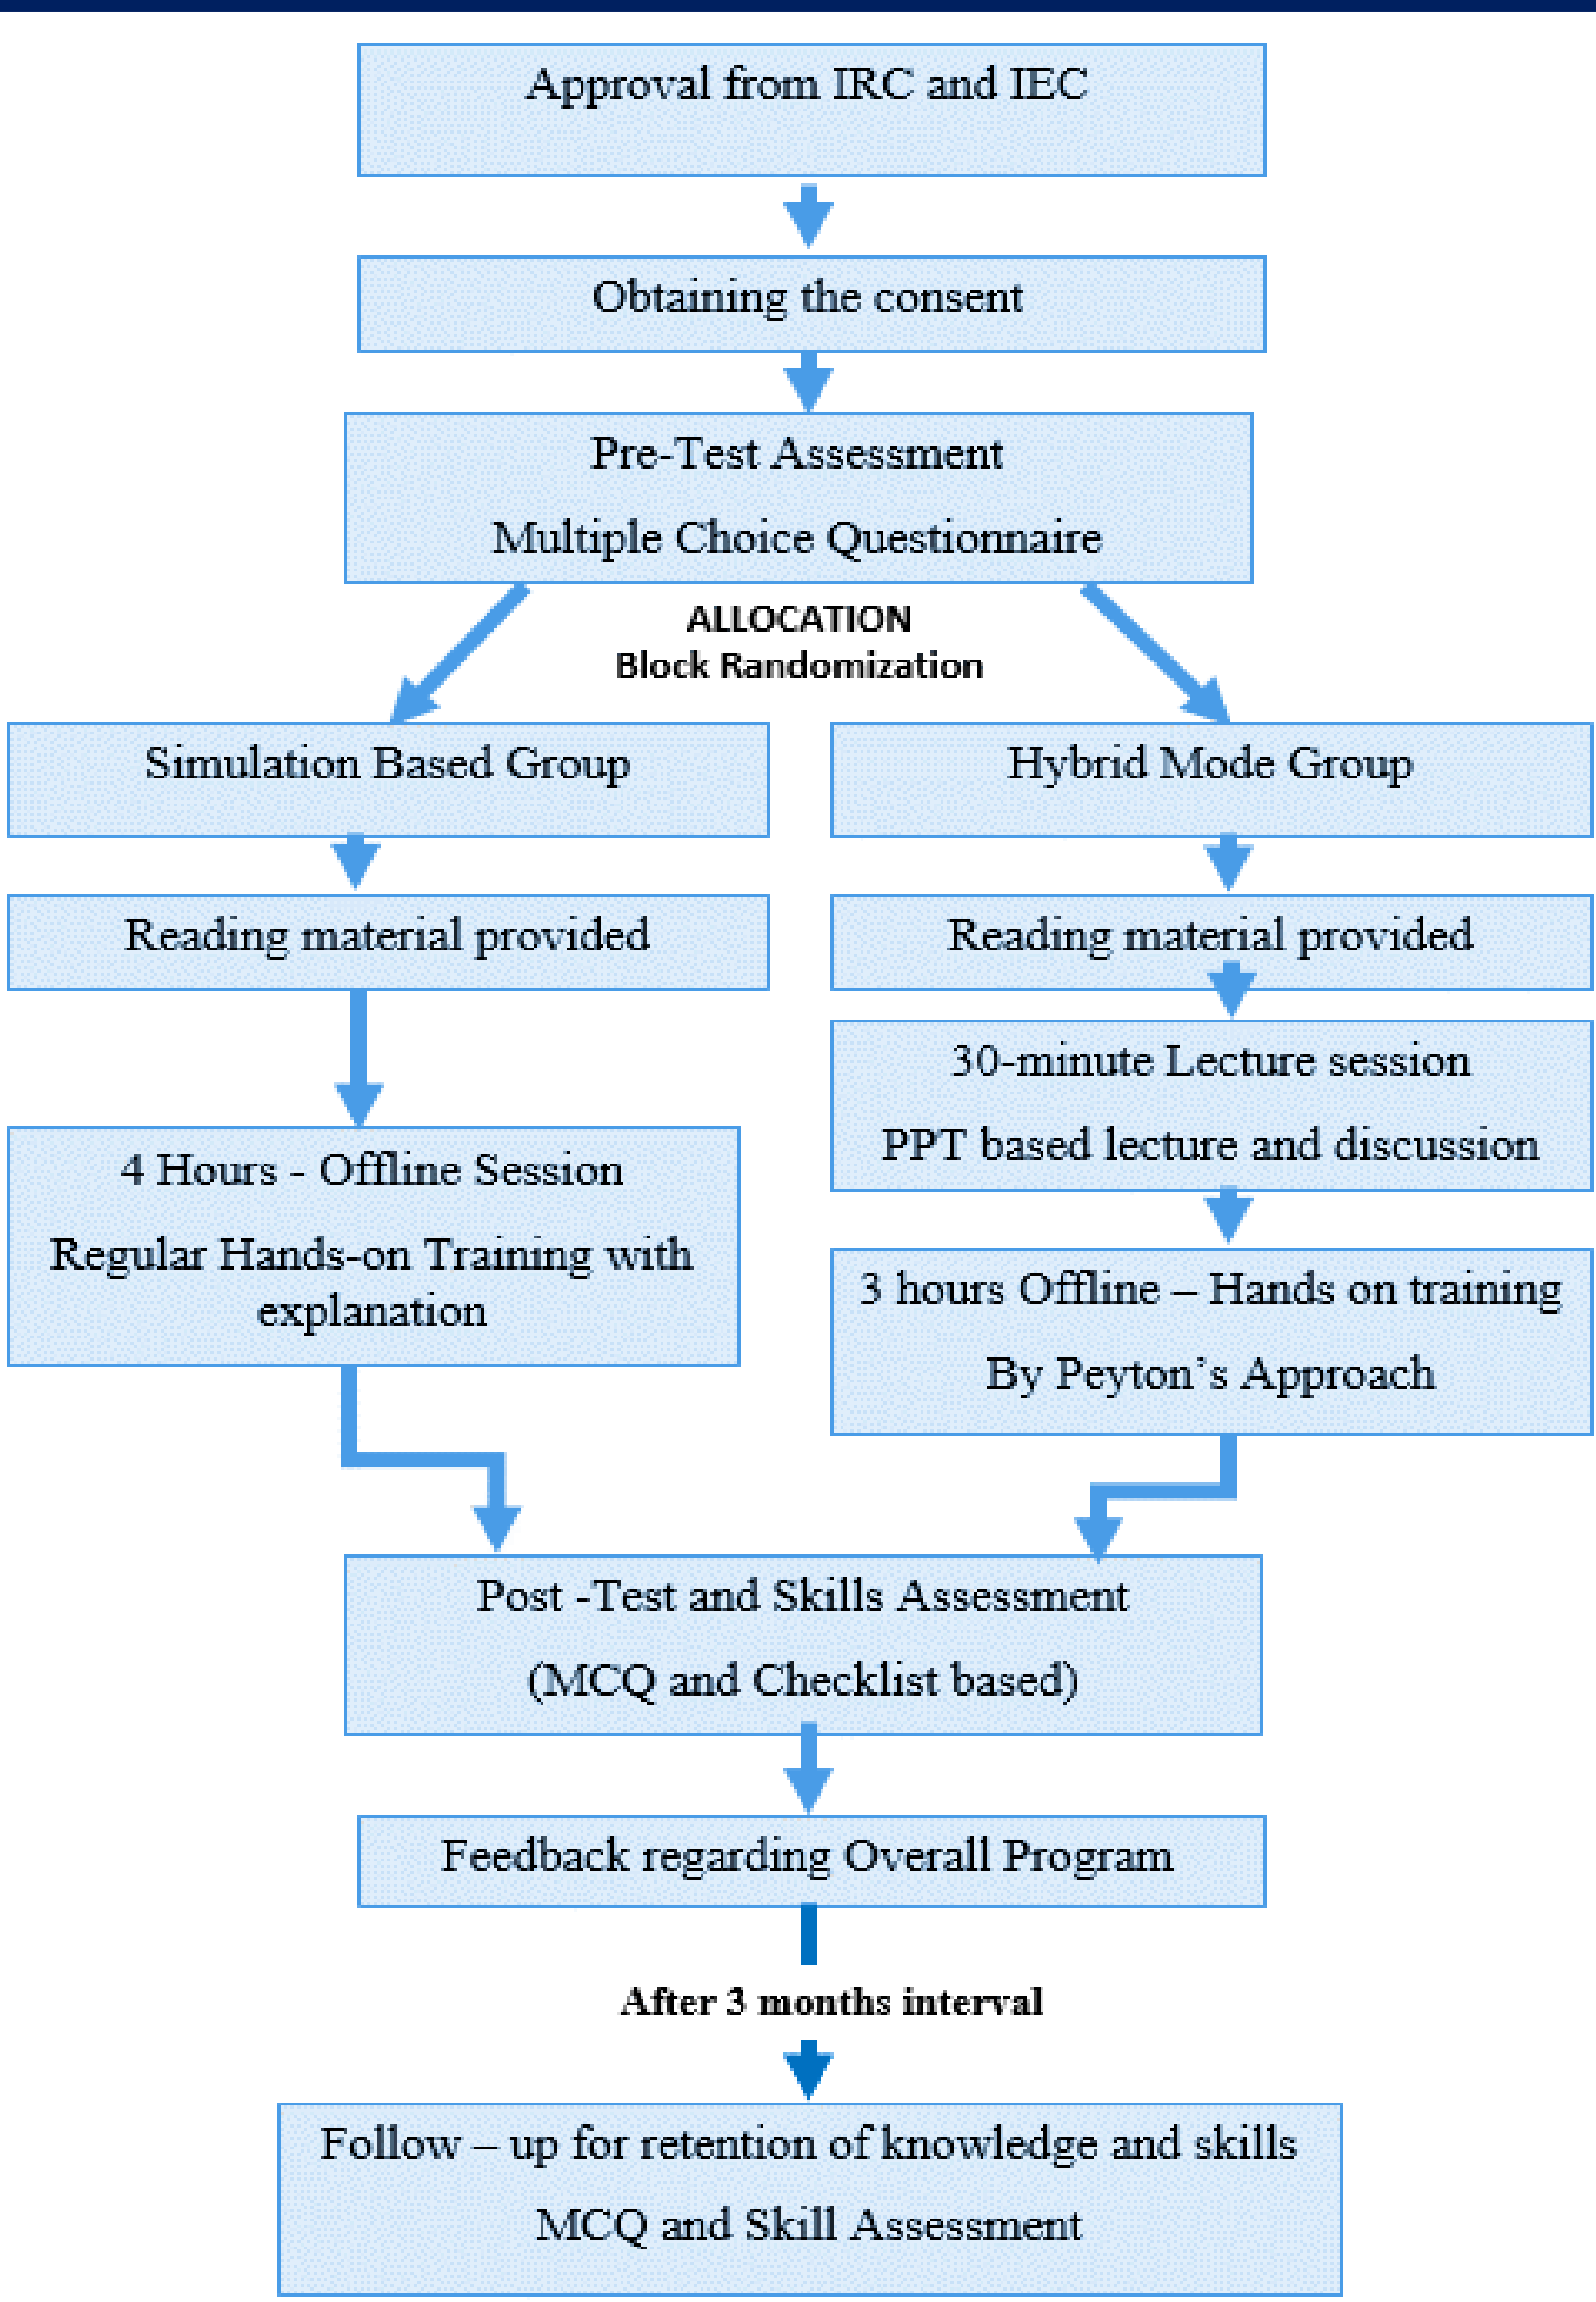 Approval from IRC and IEC
Obtaining the consent
Pre-Test Assessment
Multiple Choice Questionnaire
ALLOCATION
Block Randomization
Simulation Based Group
Hybrid Mode Group
Reading material provided
Reading material provided
30-minute Lecture session
PPT based lecture and discussion
4 Hours - Offline Session
Regular Hands-on Training with
explanation
3 hours Offline – Hands on training
By Peyton’s Approach
Post -Test and Skills Assessment
(MCQ and Checklist based)
Feedback regarding Overall Program
After 3 months interval
Follow – up for retention of knowledge and skills
MCQ and Skill Assessment